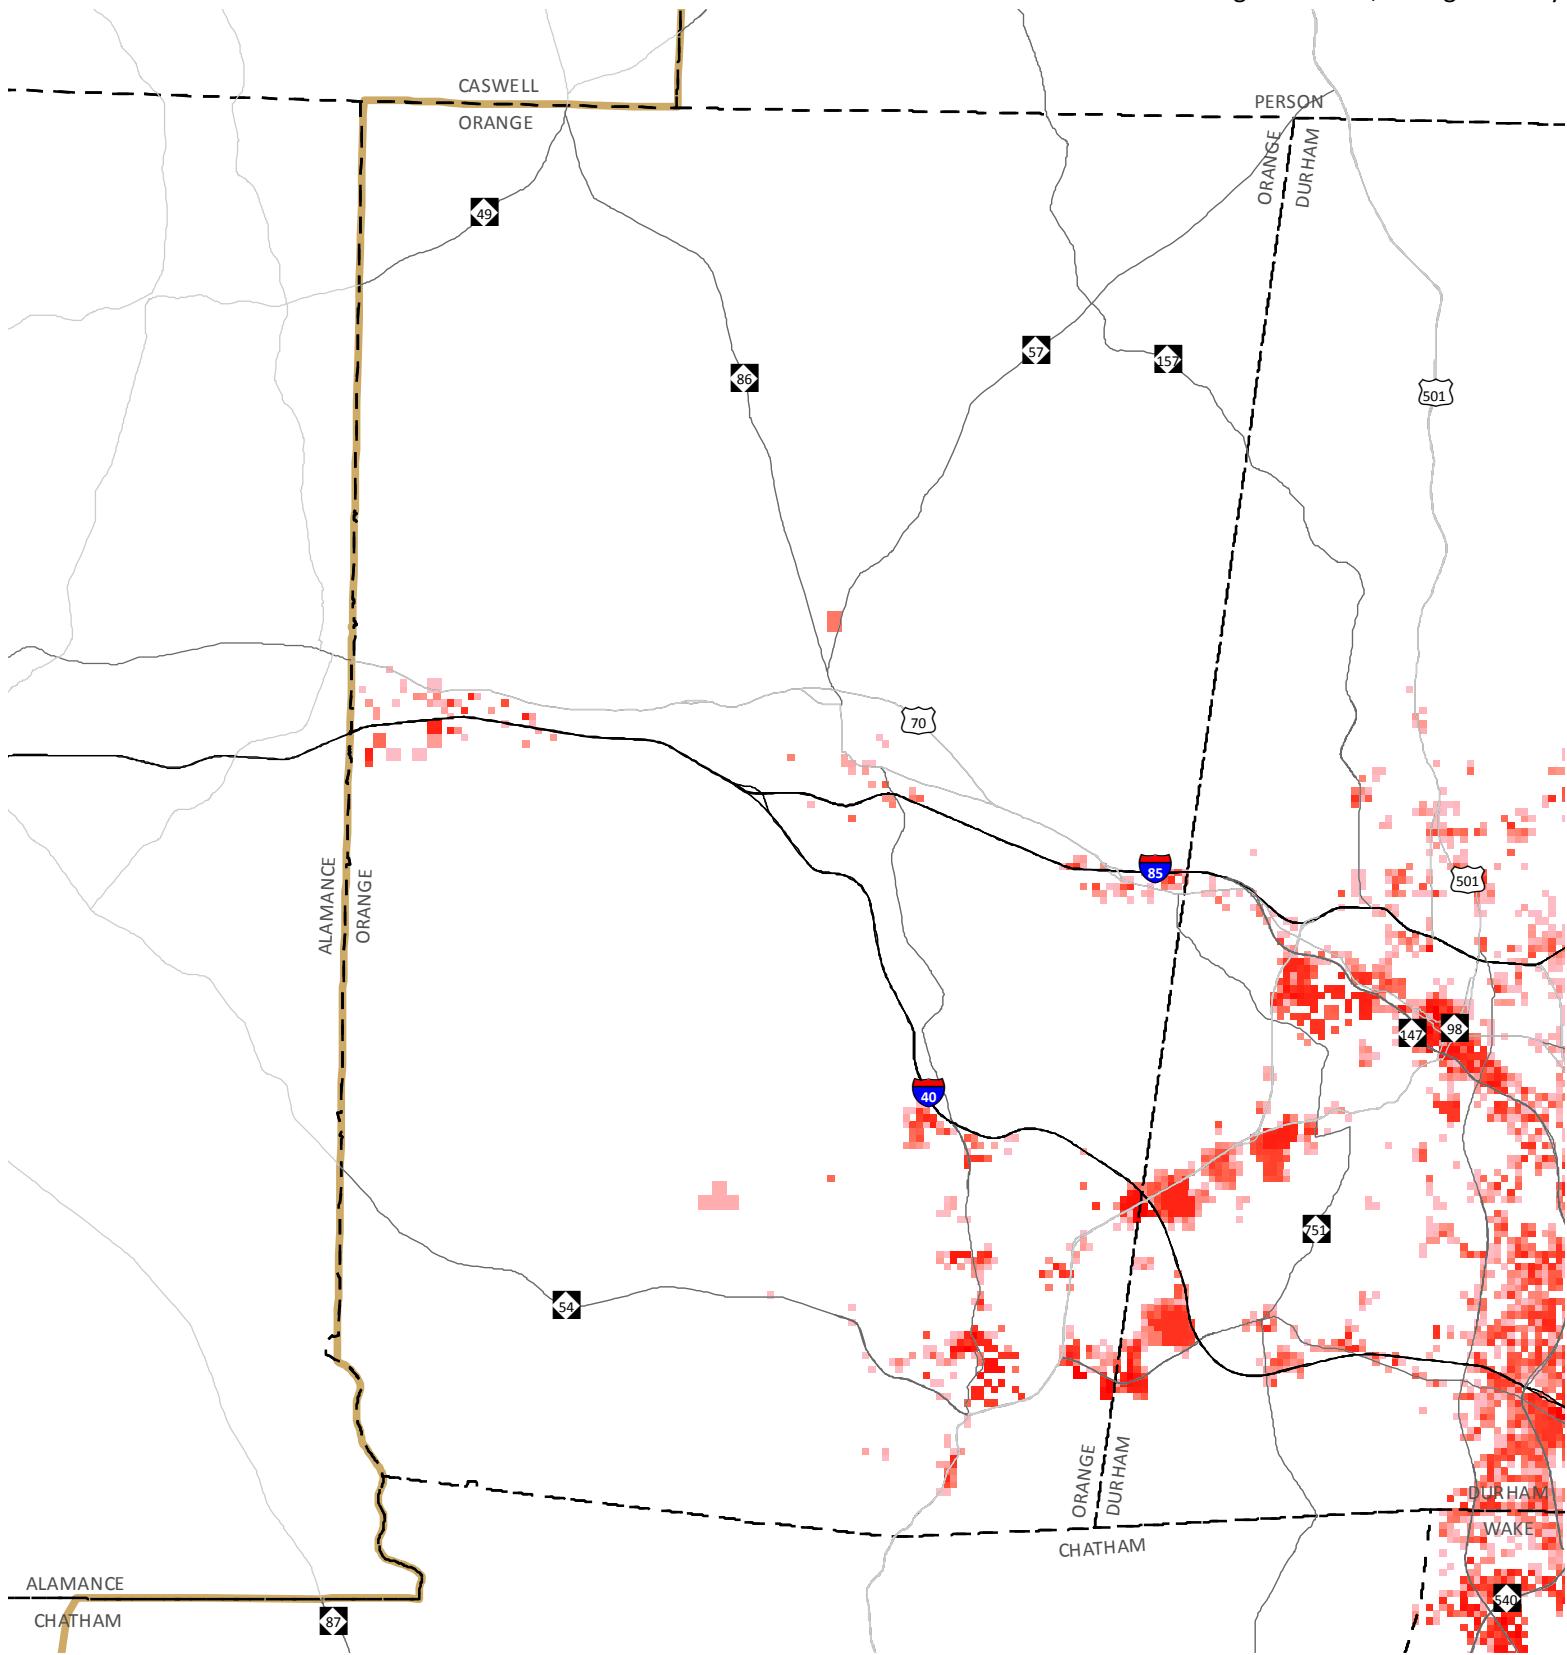 CASWELL
ORANGE
PERSON
ORANGE
DURHAM
49
86
57
157
501
70
85
501
ALAMANCE
ORANGE
147
98
40
751
54
ORANGE
DURHAM
CHATHAM
DURHAM
WAKE
ALAMANCE
CHATHAM
87
540